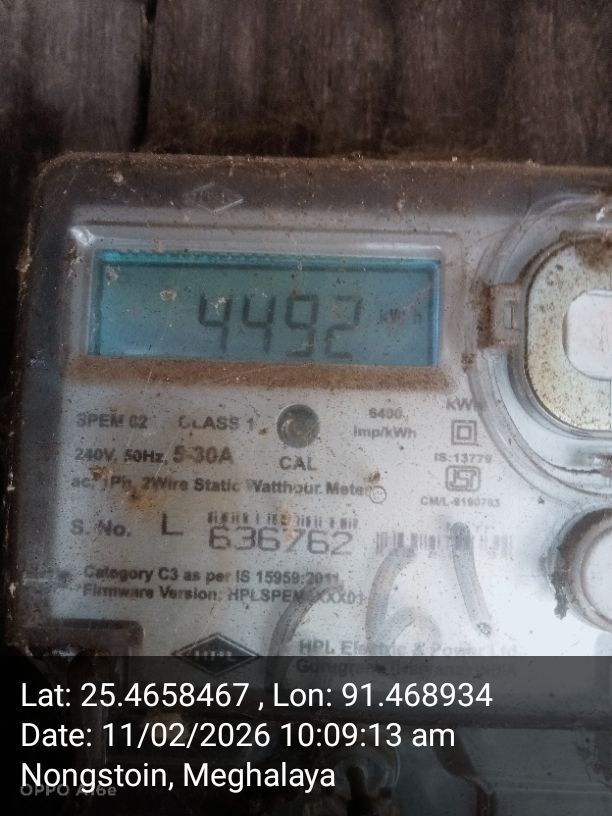 4492 kWh
SPEM 02 CLASS 1
6400 imp/kWh
kWh
240V, 50Hz, 5-30A
CAL
IS:13779
ac, 1Ph, 2Wire Static Watthour Meter
CM/L-
S. No. L 636762
Category C3 as per IS 15959:2011
Firmware Version:
HPL
HPL Electric & Power Ltd
Lat: 25.4658467 , Lon: 91.468934
Date: 11/02/2026 10:09:13 am
Nongstoin, Meghalaya
OPPO